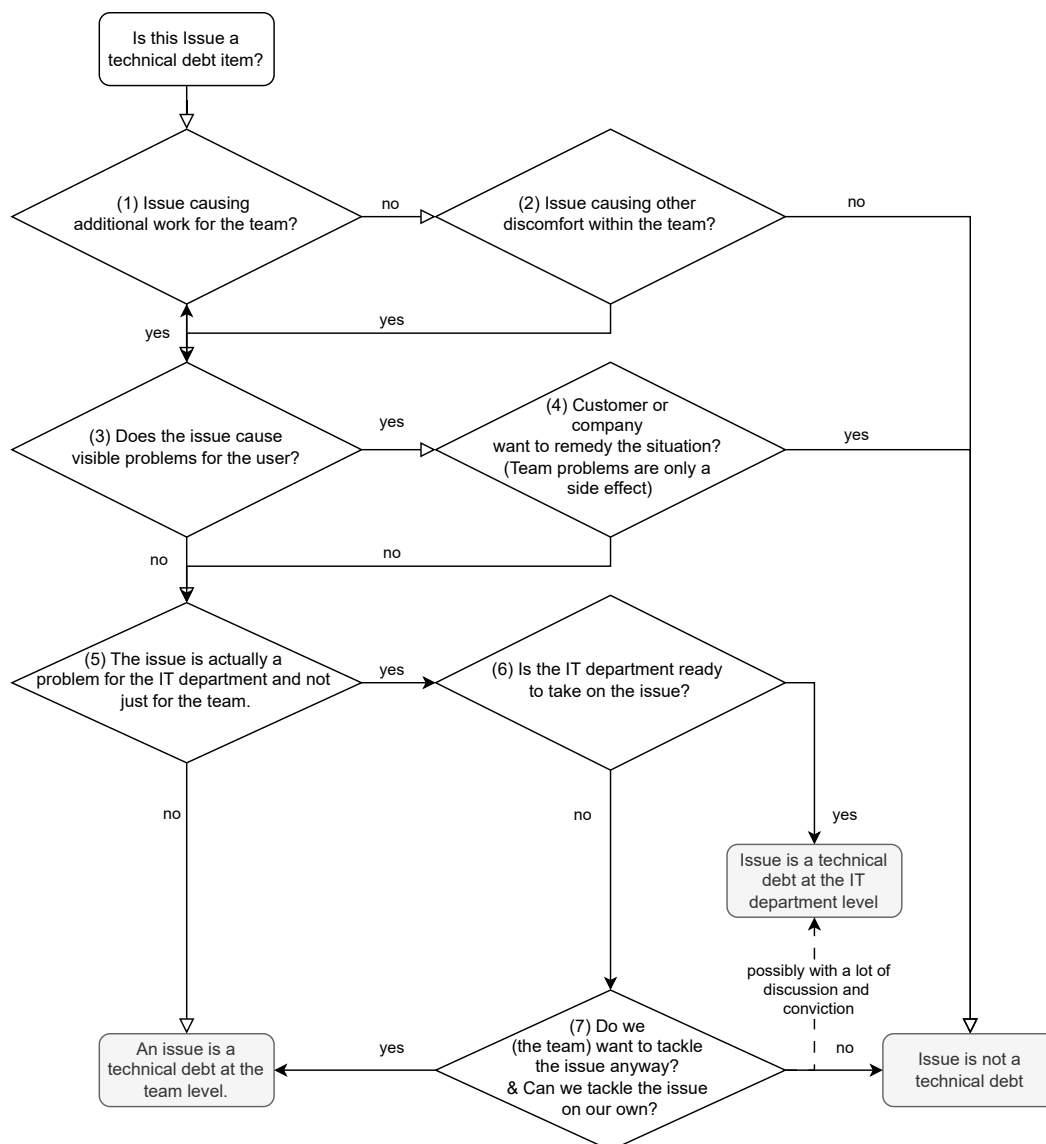 Is this Issue a
technical debt item?
(1) Issue causing
additional work for the team?
no
(2) Issue causing other
discomfort within the team?
no
yes
yes
(3) Does the issue cause
visible problems for the user?
yes
(4) Customer or
company
want to remedy the situation?
(Team problems are only a
side effect)
yes
no
no
(5) The issue is actually a
problem for the IT department and not
just for the team.
yes
(6) Is the IT department ready
to take on the issue?
no
no
yes
Issue is a technical
debt at the IT
department level
possibly with a lot of
discussion and
conviction
An issue is a
technical debt at the
team level.
yes
(7) Do we
(the team) want to tackle
the issue anyway?
& Can we tackle the issue
on our own?
no
Issue is not a
technical debt